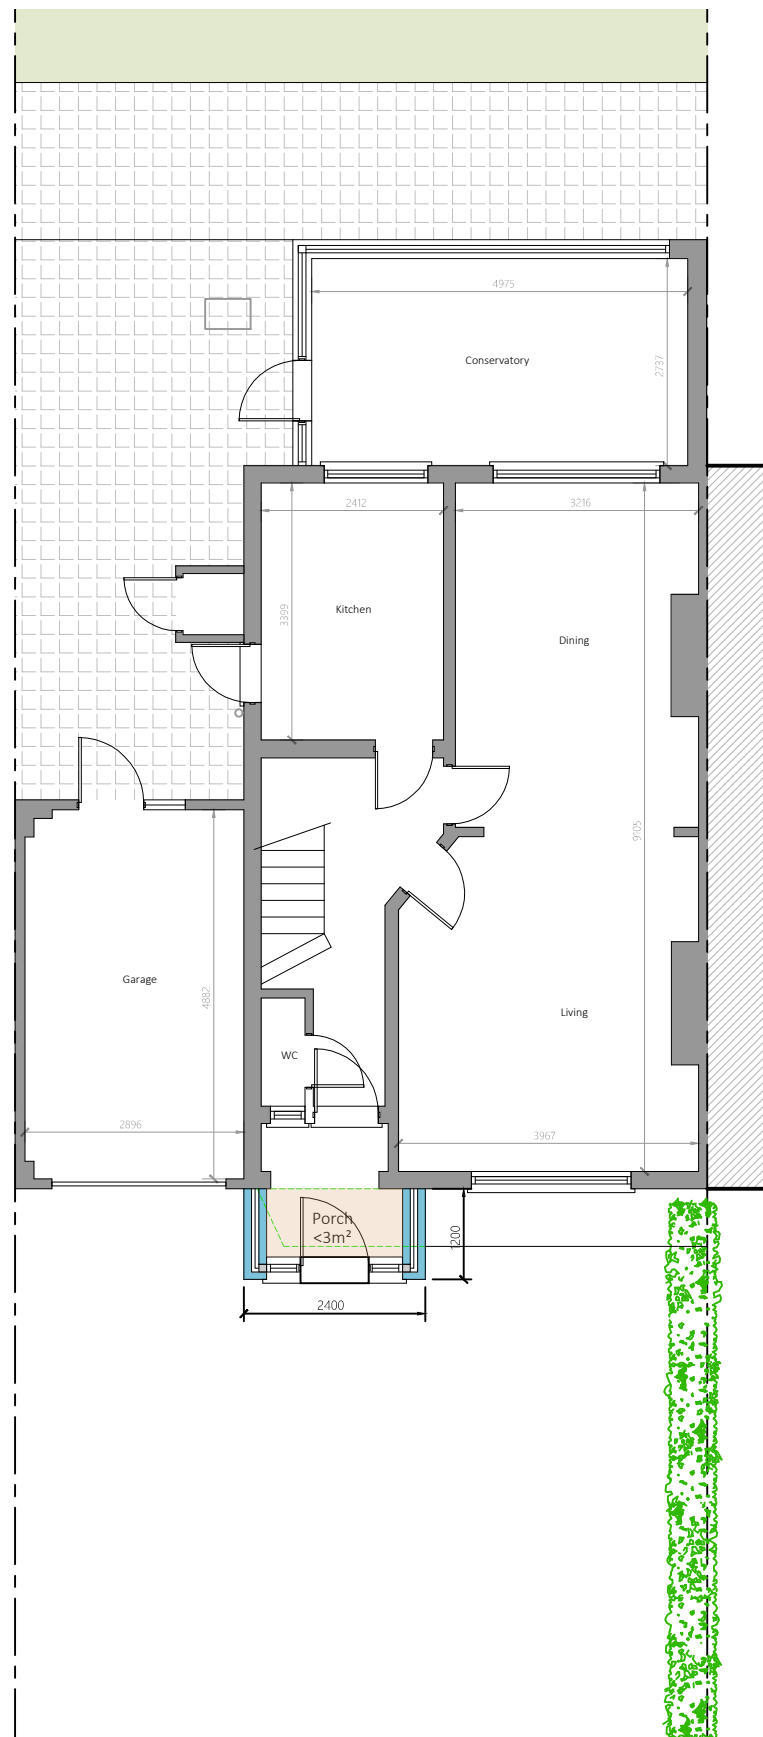 4975
Conservatory
2737
2412
3216
3399
Kitchen
Dining
9105
Garage
4882
Living
WC
2896
3967
Porch
<3m²
1200
2400